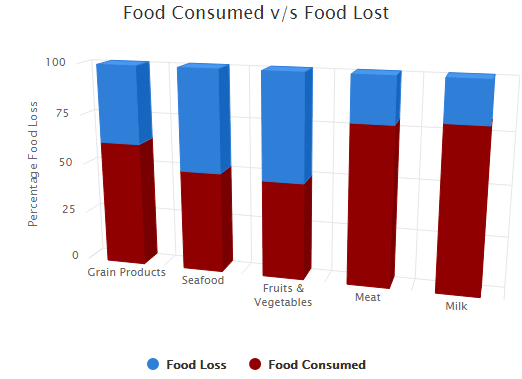 Food Consumed v/s Food Lost
Percentage Food Loss
100
75
50
25
0
Grain Products
Seafood
Fruits &
Vegetables
Meat
Milk
Food Loss
Food Consumed